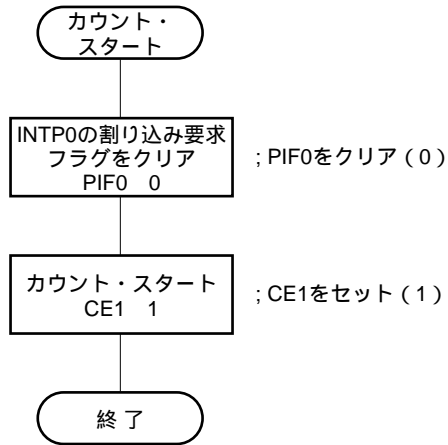 カウント・
スタート
INTP0の割り込み要求
フラグをクリア
PIF0　0
; PIF0をクリア（0）
カウント・スタート
CE1　1
; CE1をセット（1）
終 了